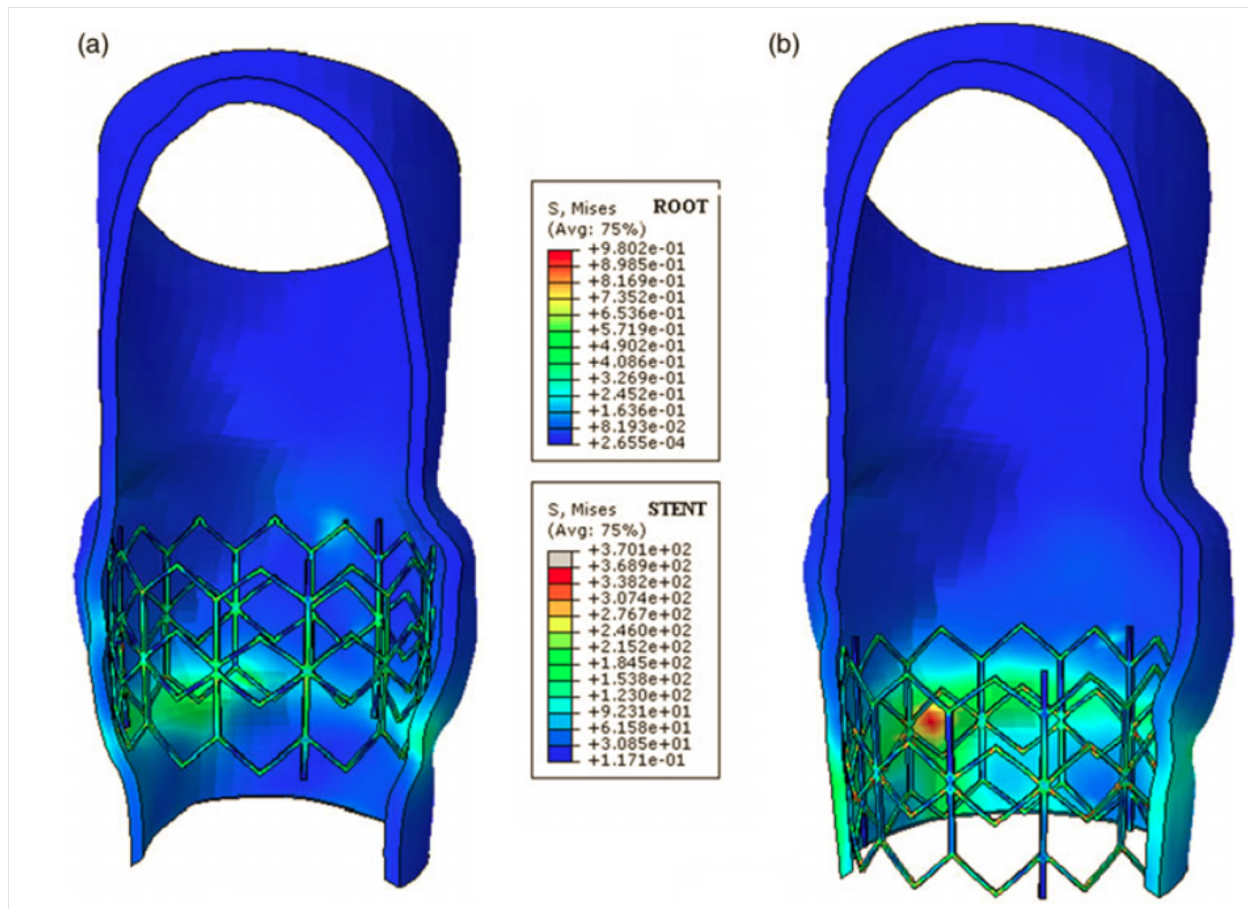 (a)
(b)
S, Mises ROOT
(Avg: 75%)
+9.802e-01
+8.985e-01
+8.169e-01
+7.352e-01
+6.536e-01
+5.719e-01
+4.902e-01
+4.086e-01
+3.269e-01
+2.452e-01
+1.636e-01
+8.193e-02
+2.655e-04
S, Mises STENT
(Avg: 75%)
+3.701e+02
+3.689e+02
+3.382e+02
+3.074e+02
+2.767e+02
+2.460e+02
+2.152e+02
+1.845e+02
+1.538e+02
+1.230e+02
+9.231e+01
+6.158e+01
+3.085e+01
+1.171e-01